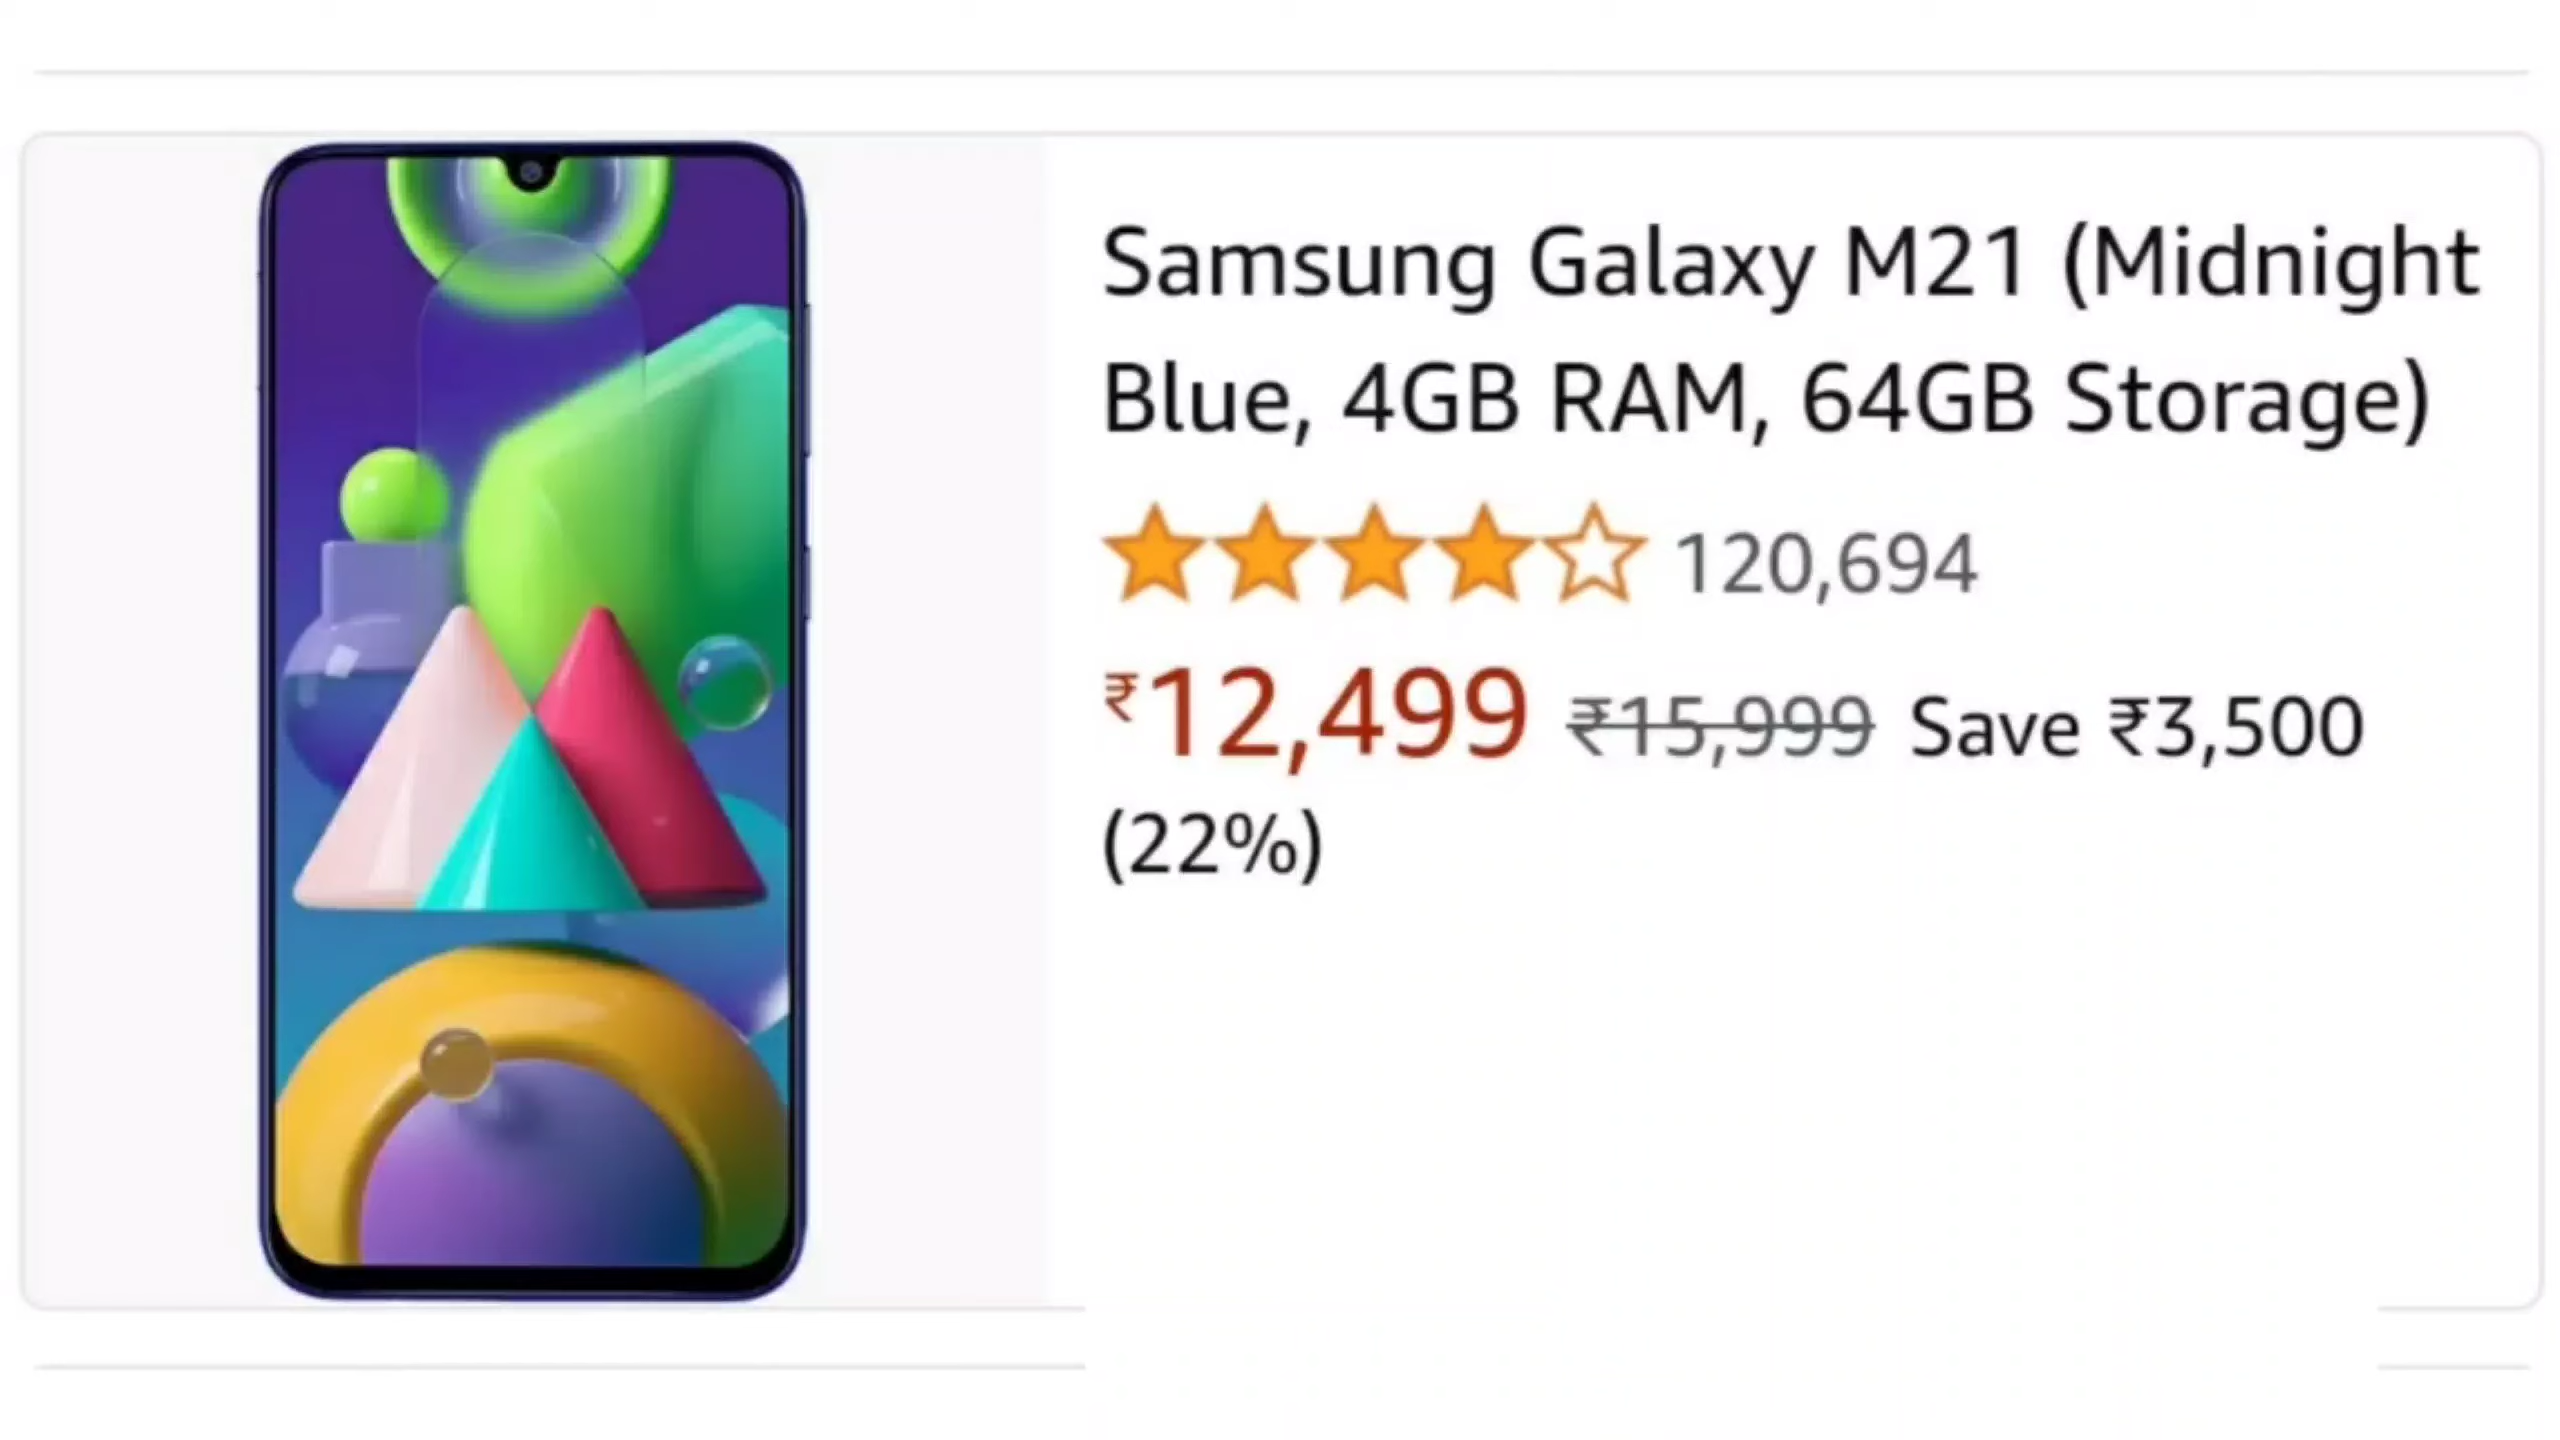 Samsung Galaxy M21 (Midnight
Blue, 4GB RAM, 64GB Storage)
120,694
₹12,499 ₹15,999 Save ₹3,500
(22%)